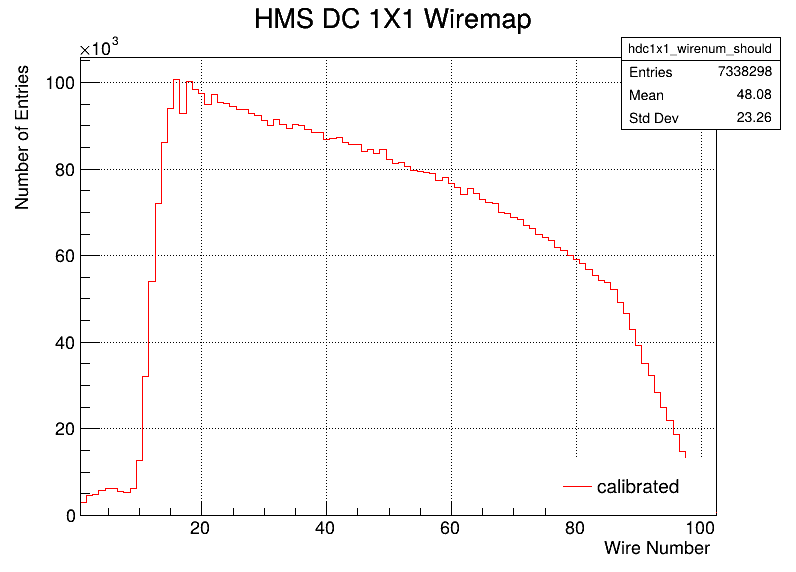 HMS DC 1X1 Wiremap
×10³
hdc1x1_wirenum_should
Entries 7338298
Mean 48.08
Std Dev 23.26
Number of Entries
100
80
60
40
20
0
calibrated
20 40 60 80 100
Wire Number